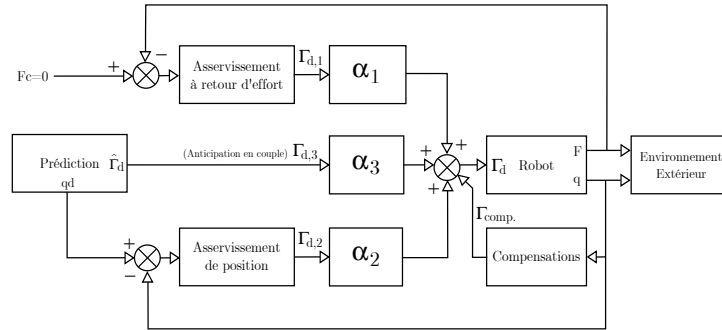 Fc=0
+
−
Asservissement
à retour d'effort
Γd,1
α1
Prédiction
Γ̂d
qd
(Anticipation en couple) Γd,3
α3
+
+
+
Γd
Robot
F
q
Environnement
Extérieur
Γcomp.
Compensations
+
−
Asservissement
de position
Γd,2
α2